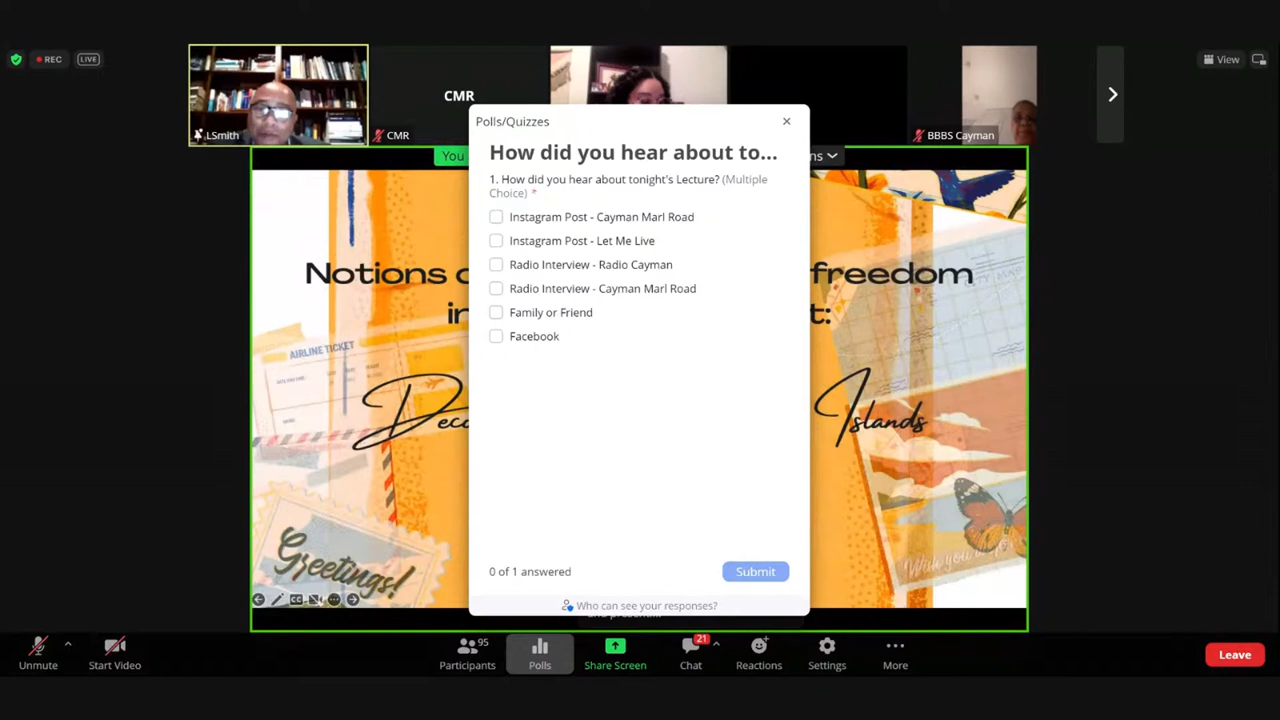 REC
LIVE
View
CMR
LSmith
CMR
BBBS Cayman
You
ns
Polls/Quizzes
How did you hear about to...
1. How did you hear about tonight's Lecture? (Multiple
Choice) *
Instagram Post - Cayman Marl Road
Instagram Post - Let Me Live
Radio Interview - Radio Cayman
Radio Interview - Cayman Marl Road
Family or Friend
Facebook
0 of 1 answered
Submit
Who can see your responses?
Notions
freedom
in
t:
AIRLINE TICKET
Deco
Islands
Greetings!
Unmute
Start Video
95
Participants
Polls
Share Screen
21
Chat
Reactions
Settings
More
Leave